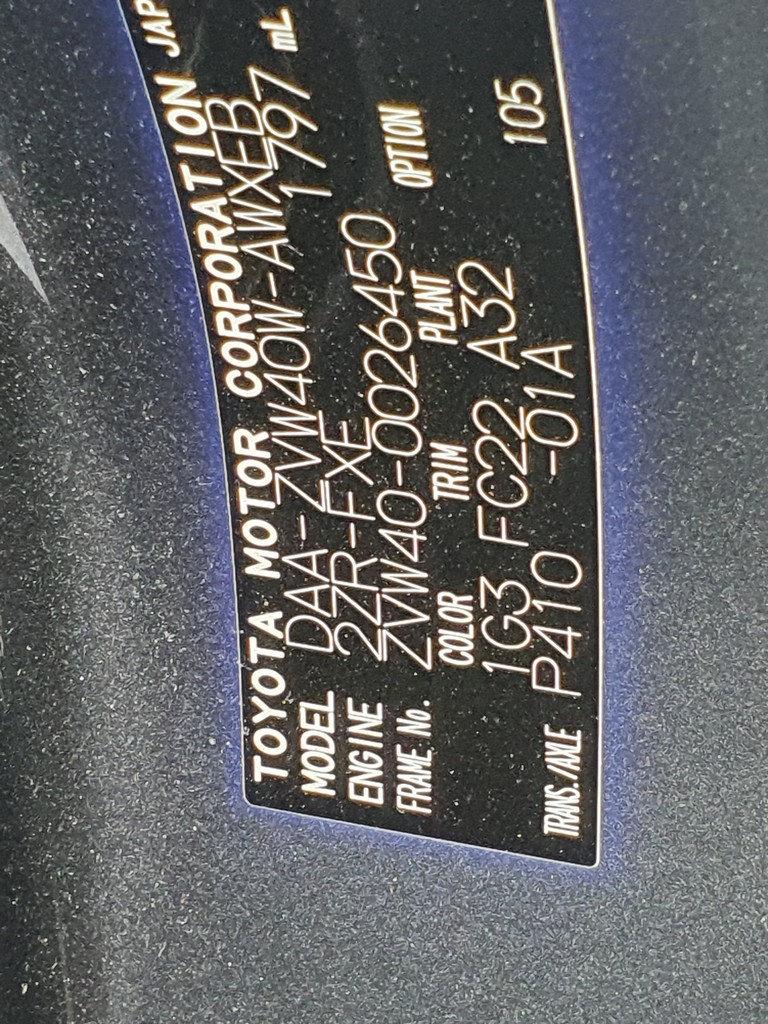 TOYOTA MOTOR CORPORATION JAP
MODEL DAA-ZVW40W-AWXEB
ENGINE 2ZR-FXE 1797 mL
FRAME No. ZVW40-0026450
COLOR TRIM PLANT OPTION
1G3 FC22 A32
TRANS./AXLE P410 -01A 105